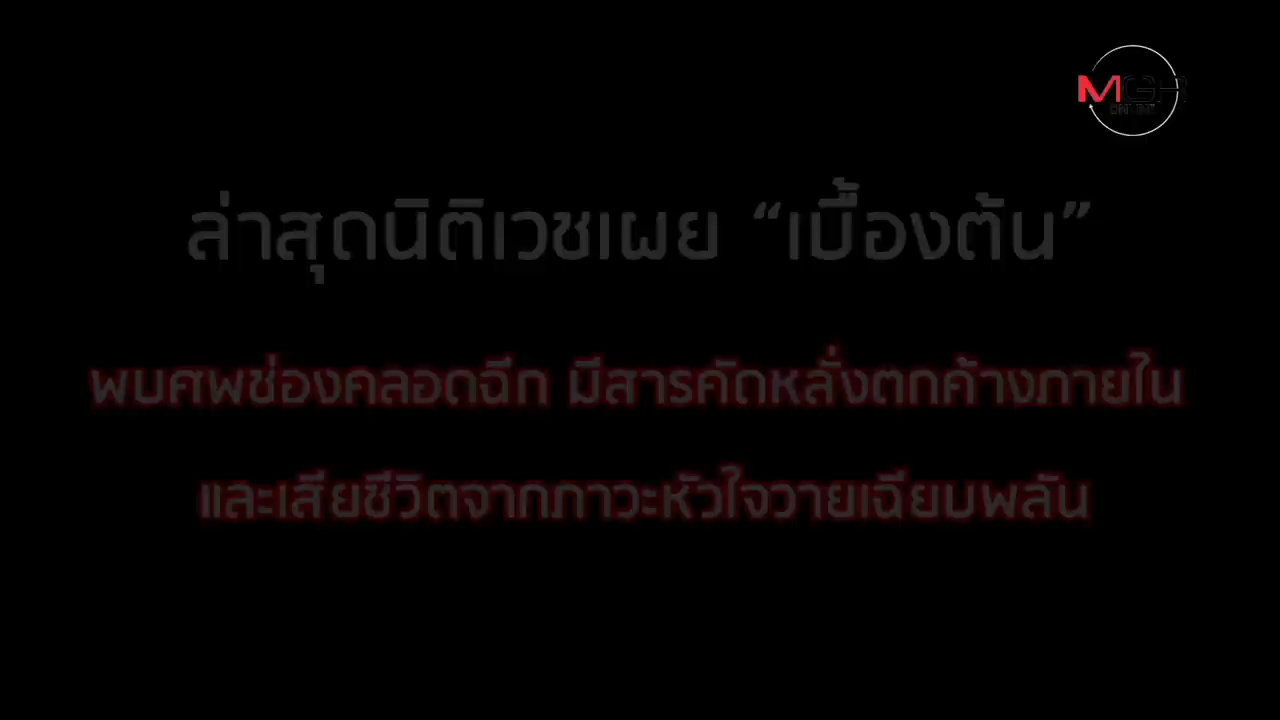 MGR
ONLINE
ล่าสุดนิติเวชเผย “เบื้องต้น”
พบศพช่องคลอดฉีก มีสารคัดหลั่งตกค้างภายใน
และเสียชีวิตจากภาวะหัวใจวายเฉียบพลัน